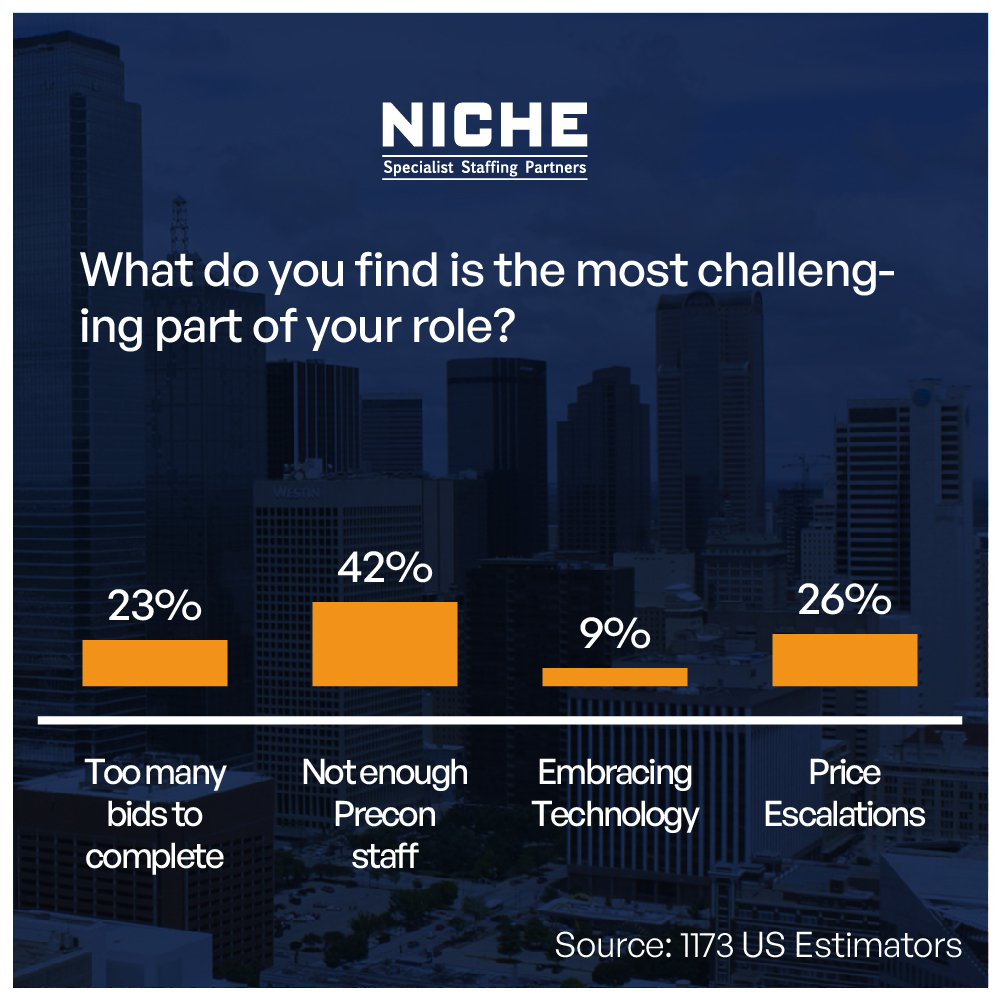 NICHE
Specialist Staffing Partners
What do you find is the most challeng-
ing part of your role?
23%
42%
9%
26%
Too many
bids to
complete
Not enough
Precon
staff
Embracing
Technology
Price
Escalations
Source: 1173 US Estimators
WESTIN